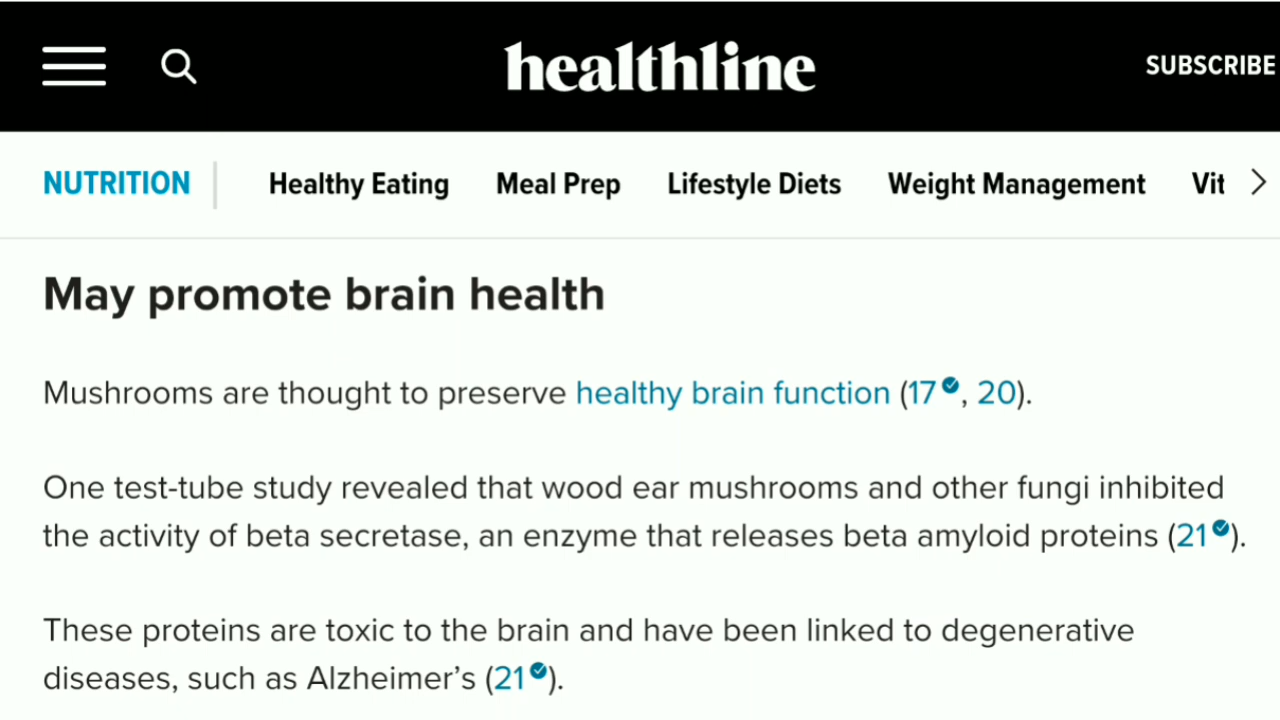 healthline
SUBSCRIBE
NUTRITION
Healthy Eating
Meal Prep
Lifestyle Diets
Weight Management
Vit
May promote brain health
Mushrooms are thought to preserve healthy brain function (17, 20).
One test-tube study revealed that wood ear mushrooms and other fungi inhibited
the activity of beta secretase, an enzyme that releases beta amyloid proteins (21).
These proteins are toxic to the brain and have been linked to degenerative
diseases, such as Alzheimer’s (21).